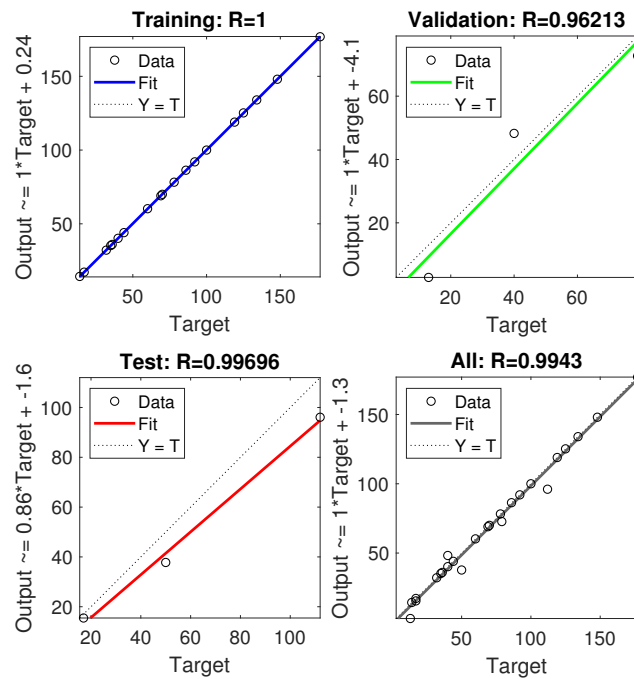 Training: R=1
Output ~= 1*Target + 0.24
150
100
50
Data
Fit
Y = T
50 100 150
Target
Validation: R=0.96213
Output ~= 1*Target + -4.1
60
40
20
Data
Fit
Y = T
20 40 60
Target
Test: R=0.99696
Output ~= 0.86*Target + -1.6
100
80
60
40
20
Data
Fit
Y = T
20 40 60 80 100
Target
All: R=0.9943
Output ~= 1*Target + -1.3
150
100
50
Data
Fit
Y = T
50 100 150
Target